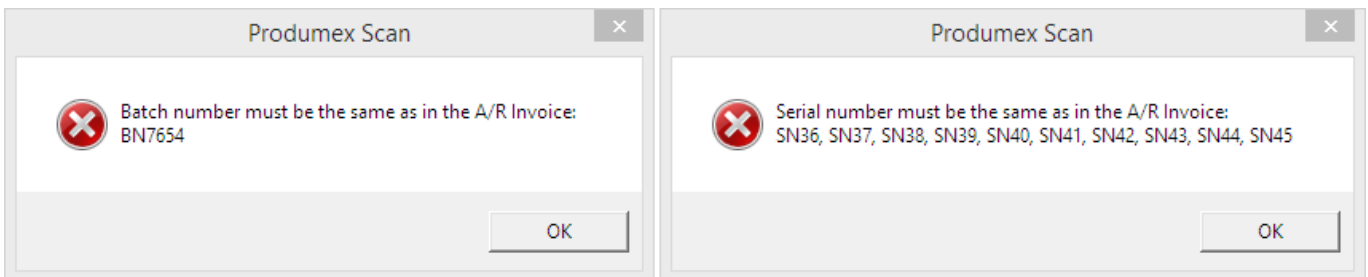 Produmex Scan
Batch number must be the same as in the A/R Invoice:
BN7654
OK
Produmex Scan
Serial number must be the same as in the A/R Invoice:
SN36, SN37, SN38, SN39, SN40, SN41, SN42, SN43, SN44, SN45
OK